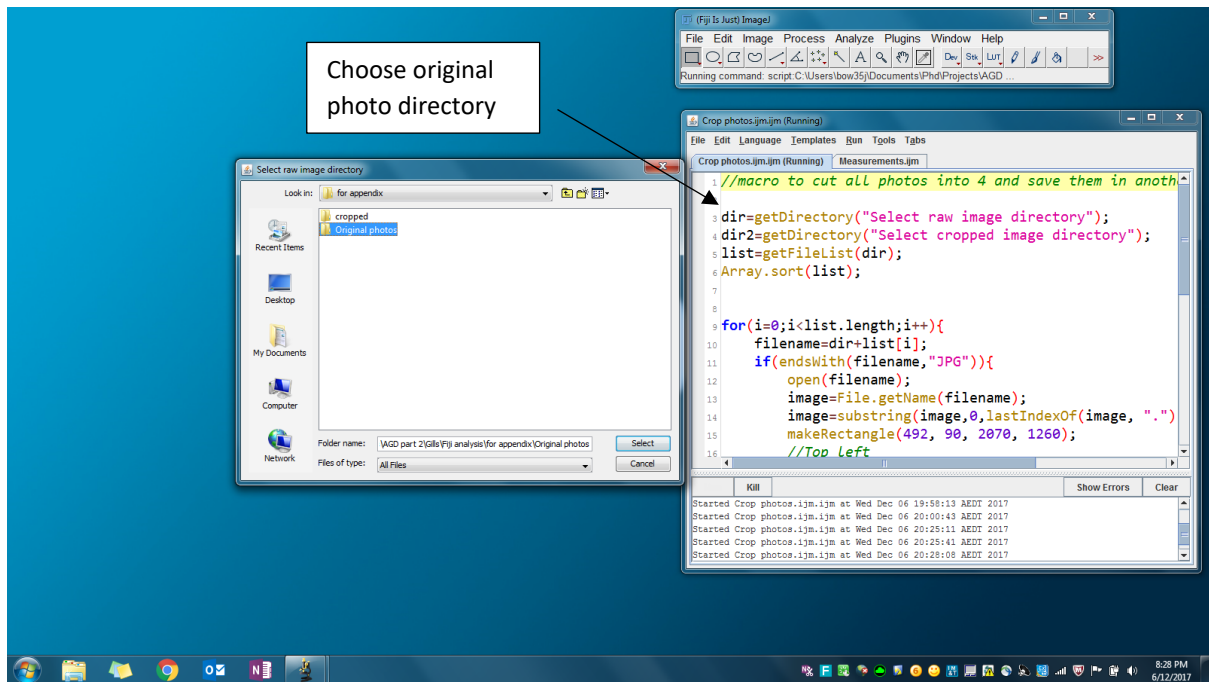 (Fiji Is Just) ImageJ
File Edit Image Process Analyze Plugins Window Help
A Dev Stk LUT >>
Running command: script:C:\Users\bow35j\Documents\Phd\Projects\AGD ...
Choose original
photo directory
Crop photos.ijm.ijm (Running)
File Edit Language Templates Run Tools Tabs
Crop photos.ijm.ijm (Running) Measurements.ijm
1 //macro to cut all photos into 4 and save them in anoth
3 dir=getDirectory("Select raw image directory");
4 dir2=getDirectory("Select cropped image directory");
5 list=getFileList(dir);
6 Array.sort(list);
7
8
9 for(i=0;i<list.length;i++){
10 filename=dir+list[i];
11 if(endsWith(filename,"JPG")){
12 open(filename);
13 image=File.getName(filename);
14 image=substring(image,0,lastIndexOf(image, ".")
15 makeRectangle(492, 90, 2070, 1260);
16 //Top left
Kill Show Errors Clear
Started Crop photos.ijm.ijm at Wed Dec 06 19:58:13 AEDT 2017
Started Crop photos.ijm.ijm at Wed Dec 06 20:00:43 AEDT 2017
Started Crop photos.ijm.ijm at Wed Dec 06 20:25:11 AEDT 2017
Started Crop photos.ijm.ijm at Wed Dec 06 20:25:41 AEDT 2017
Started Crop photos.ijm.ijm at Wed Dec 06 20:28:08 AEDT 2017
Select raw image directory
Look in: for appendix
cropped
Original photos
Recent Items
Desktop
My Documents
Computer
Network
Folder name: \AGD part 2\Gills\Fiji analysis\for appendix\Original photos Select
Files of type: All Files Cancel
8:28 PM
6/12/2017